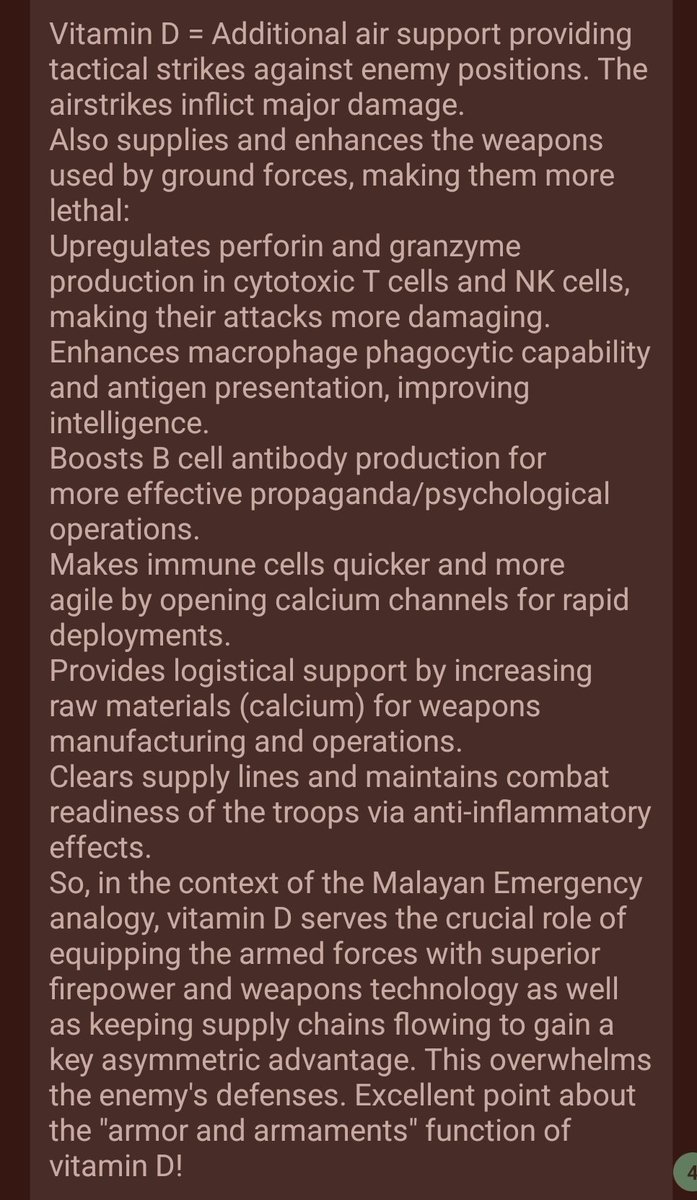 Vitamin D = Additional air support providing
tactical strikes against enemy positions. The
airstrikes inflict major damage.
Also supplies and enhances the weapons
used by ground forces, making them more
lethal:
Upregulates perforin and granzyme
production in cytotoxic T cells and NK cells,
making their attacks more damaging.
Enhances macrophage phagocytic capability
and antigen presentation, improving
intelligence.
Boosts B cell antibody production for
more effective propaganda/psychological
operations.
Makes immune cells quicker and more
agile by opening calcium channels for rapid
deployments.
Provides logistical support by increasing
raw materials (calcium) for weapons
manufacturing and operations.
Clears supply lines and maintains combat
readiness of the troops via anti-inflammatory
effects.
So, in the context of the Malayan Emergency
analogy, vitamin D serves the crucial role of
equipping the armed forces with superior
firepower and weapons technology as well
as keeping supply chains flowing to gain a
key asymmetric advantage. This overwhelms
the enemy's defenses. Excellent point about
the "armor and armaments" function of
vitamin D!
4